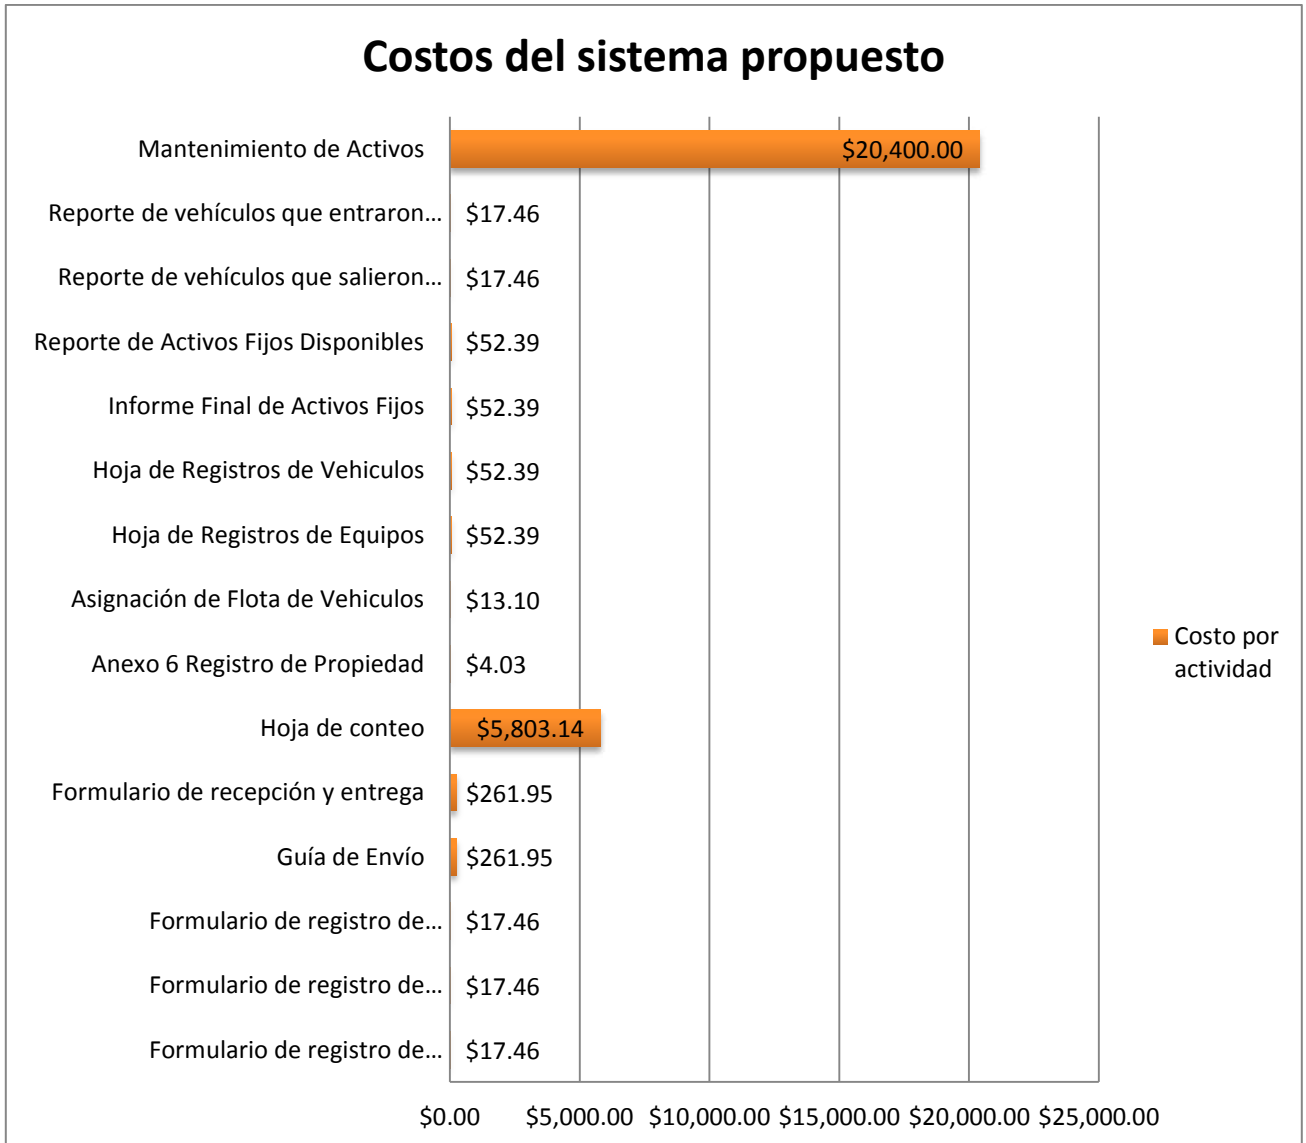 Costos del sistema propuesto
Mantenimiento de Activos $20,400.00
Reporte de vehículos que entraron… $17.46
Reporte de vehículos que salieron… $17.46
Reporte de Activos Fijos Disponibles $52.39
Informe Final de Activos Fijos $52.39
Hoja de Registros de Vehiculos $52.39
Hoja de Registros de Equipos $52.39
Asignación de Flota de Vehiculos $13.10
Anexo 6 Registro de Propiedad $4.03
Hoja de conteo $5,803.14
Formulario de recepción y entrega $261.95
Guía de Envío $261.95
Formulario de registro de… $17.46
Formulario de registro de… $17.46
Formulario de registro de… $17.46
$0.00 $5,000.00 $10,000.00 $15,000.00 $20,000.00 $25,000.00
Costo por
actividad